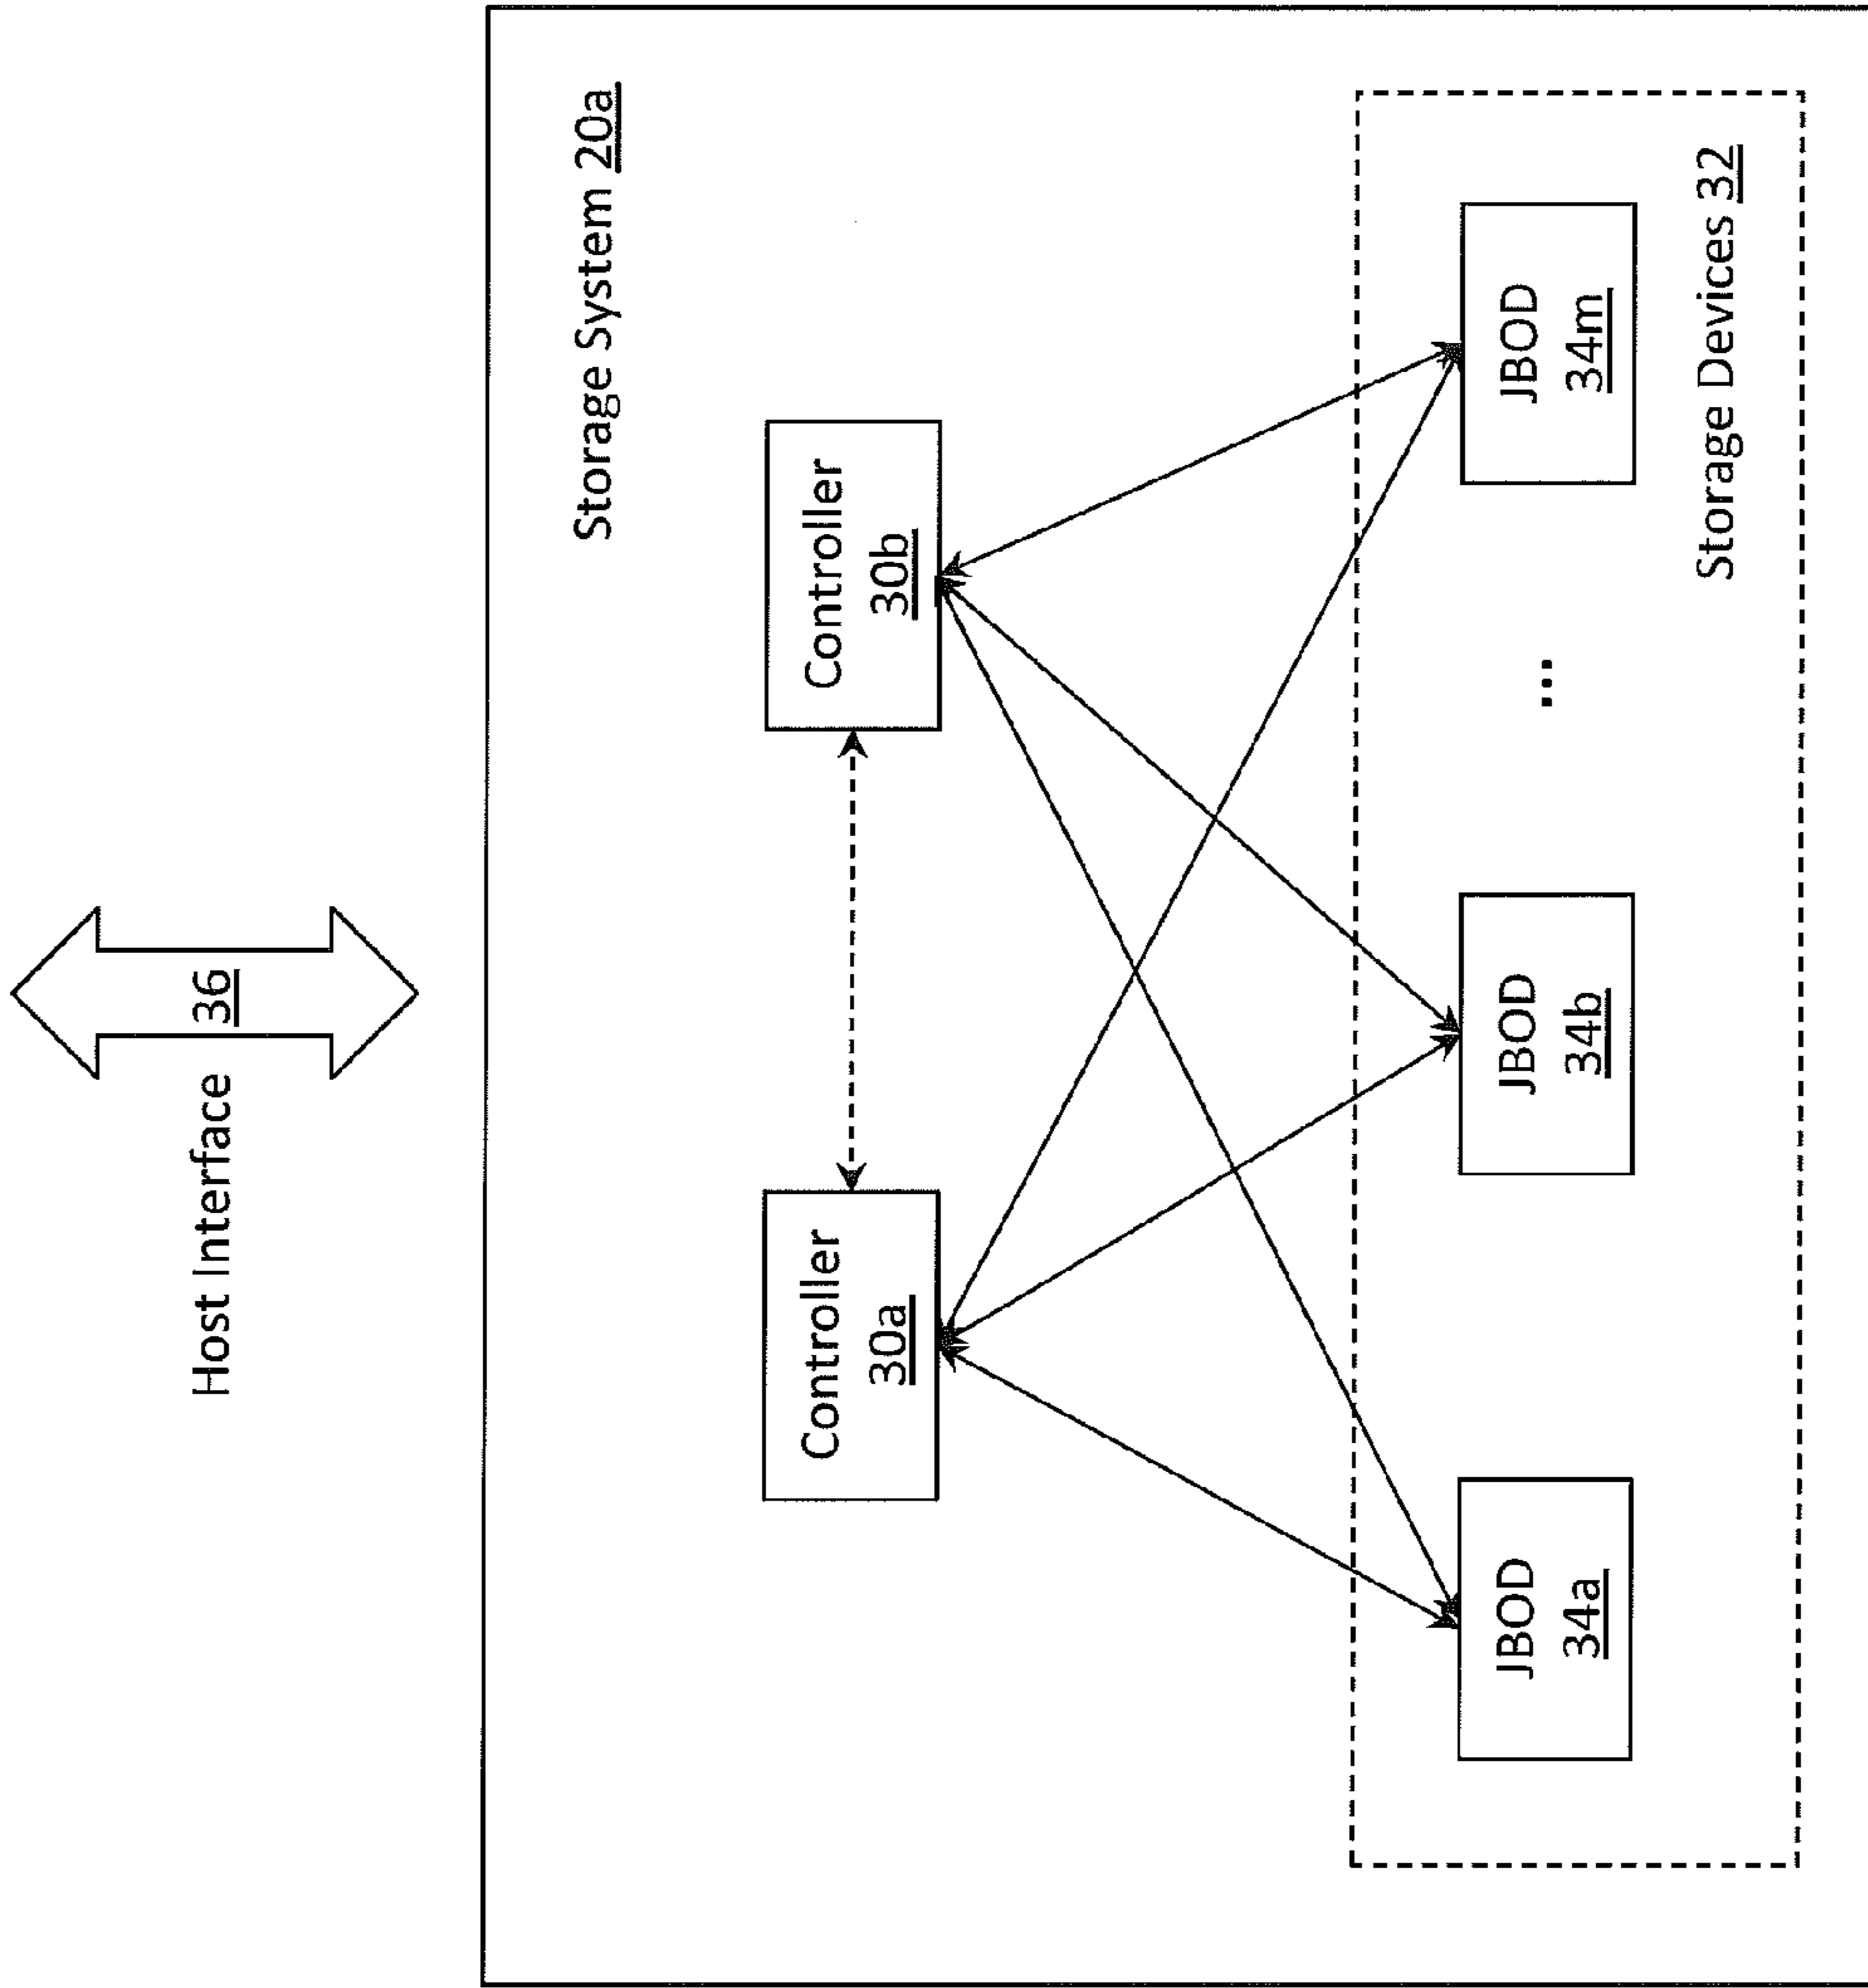 Host Interface
36
Storage System 20a
Controller
30a
Controller
30b
JBOD
34a
JBOD
34b
...
JBOD
34m
Storage Devices 32